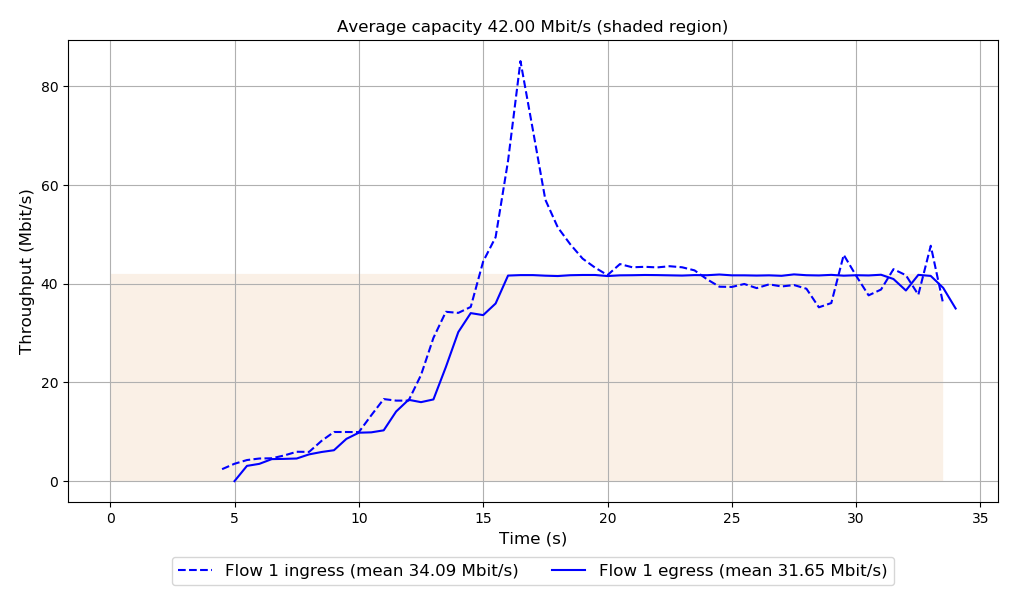 Average capacity 42.00 Mbit/s (shaded region)
Throughput (Mbit/s)
80
60
40
20
0
0 5 10 15 20 25 30 35
Time (s)
Flow 1 ingress (mean 34.09 Mbit/s) Flow 1 egress (mean 31.65 Mbit/s)